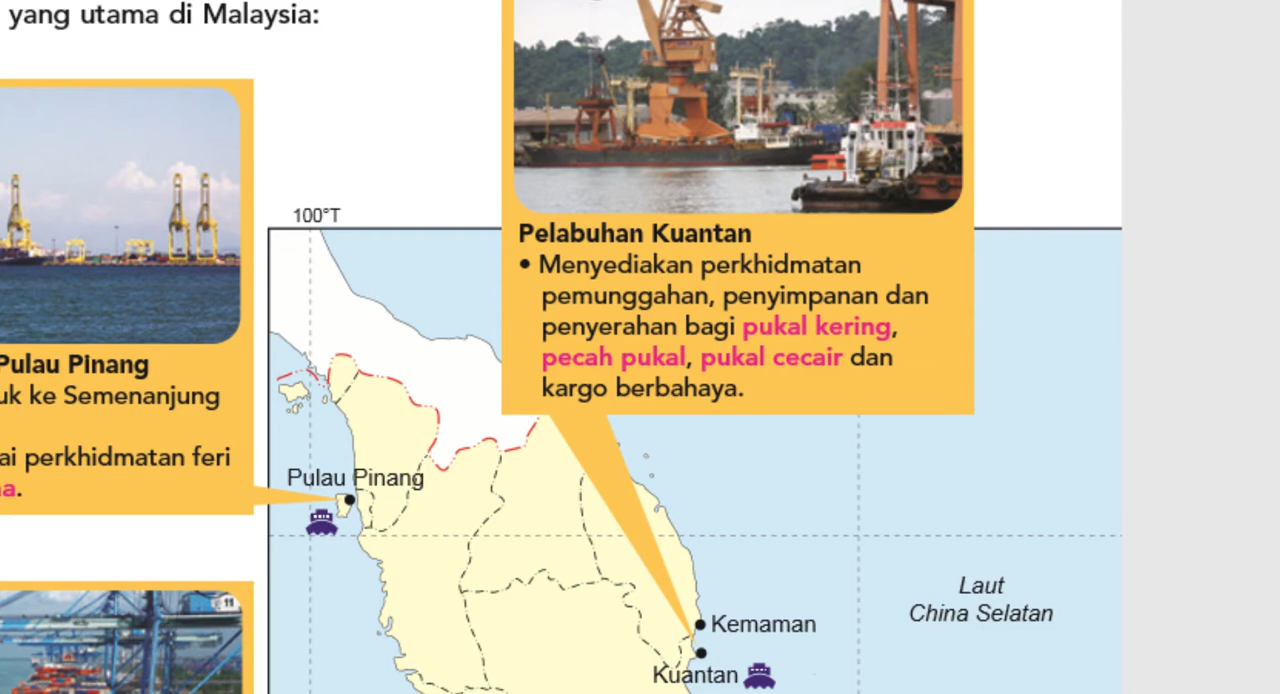 yang utama di Malaysia:
Pelabuhan Kuantan
• Menyediakan perkhidmatan
pemunggahan, penyimpanan dan
penyerahan bagi pukal kering,
pecah pukal, pukal cecair dan
kargo berbahaya.
Pulau Pinang
uk ke Semenanjung
ai perkhidmatan feri
a.
100°T
Pulau Pinang
Kemaman
Kuantan
Laut
China Selatan
11